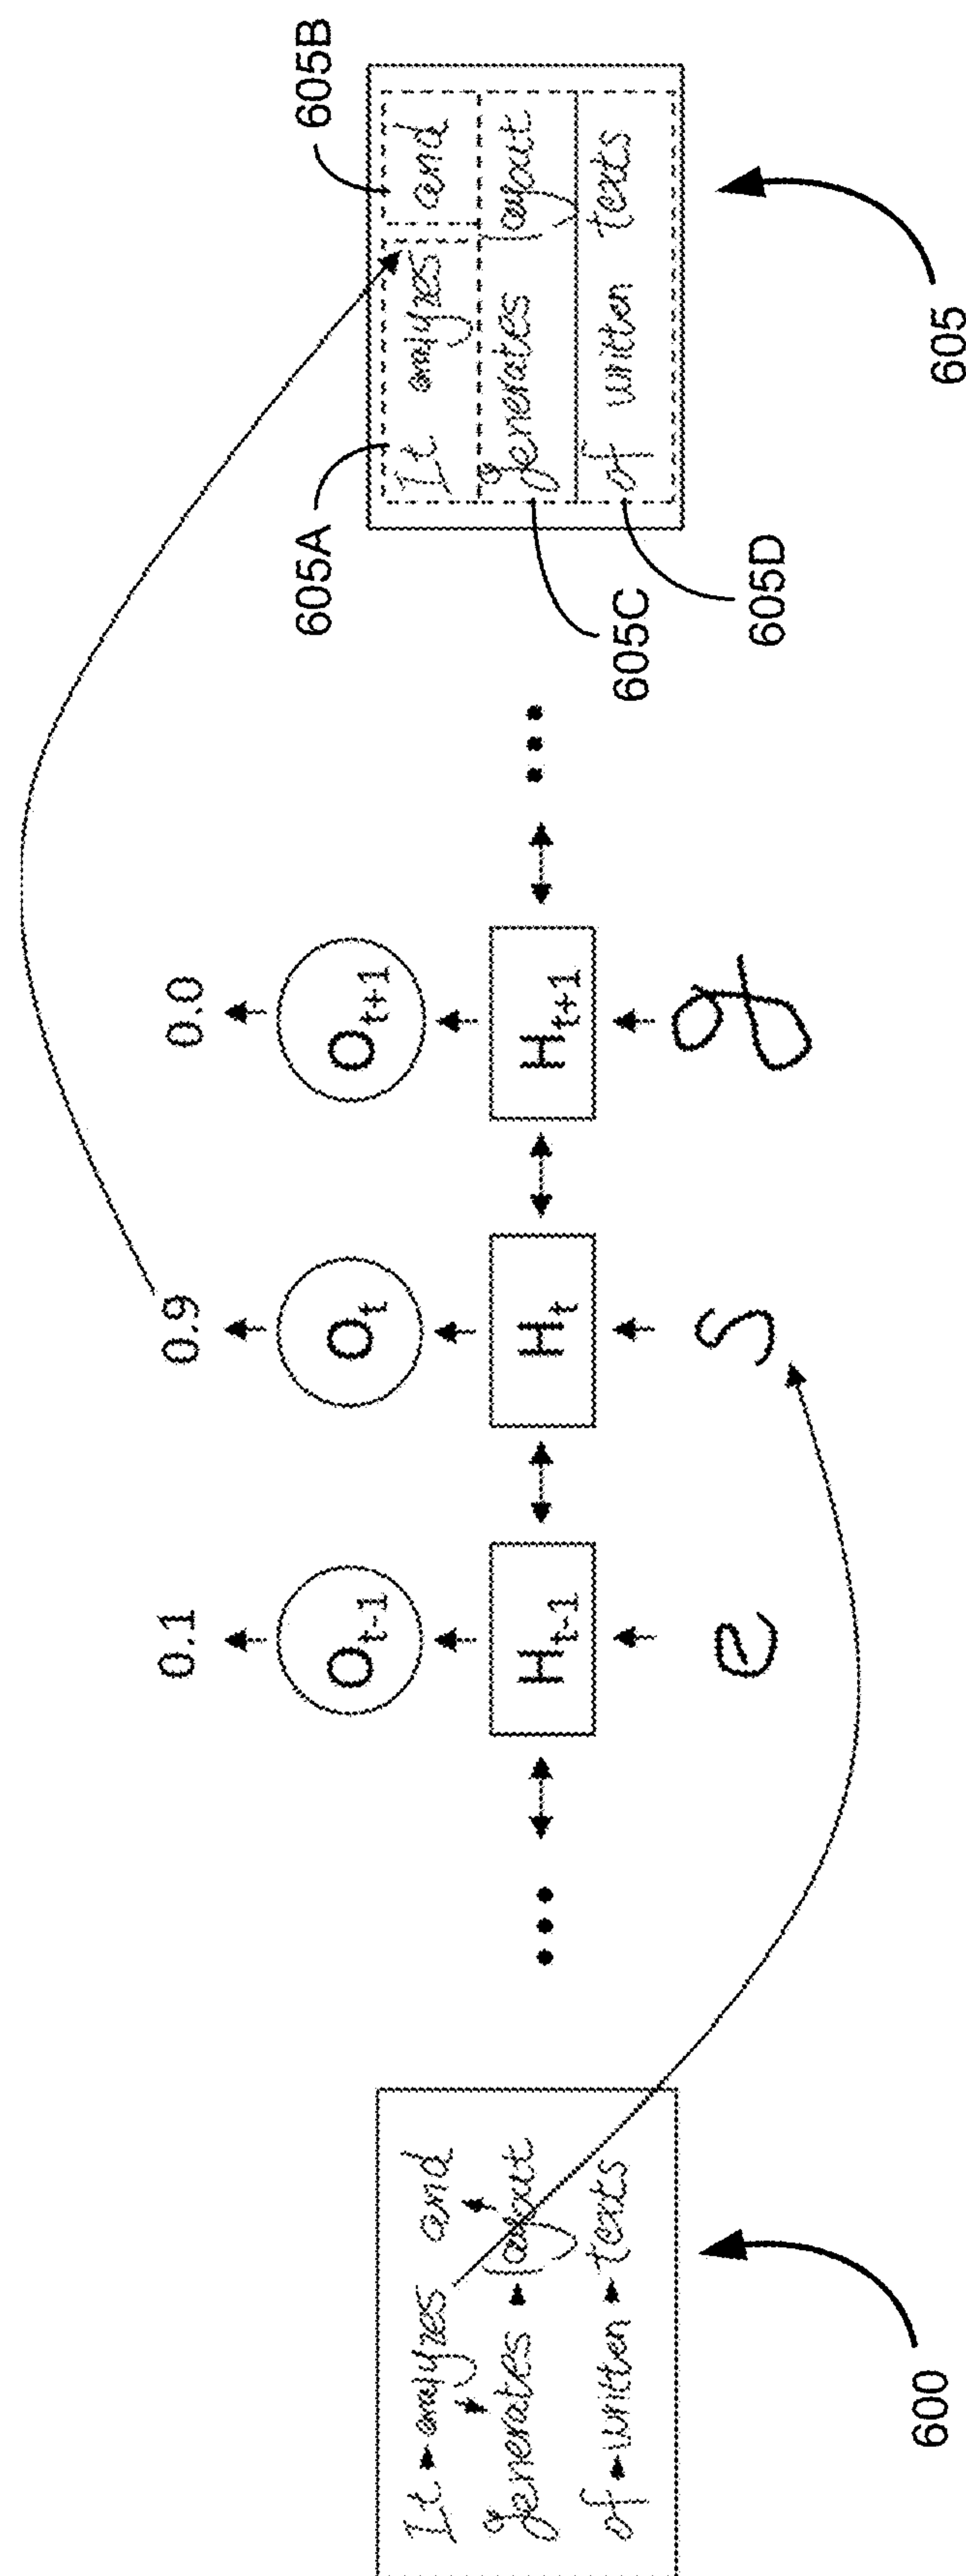 0.1 0.9 0.0
O t-1 O t O t+1
H t-1 H t H t+1
e s g
It analyzes and
generates layout
of written texts
600
605A 605B
It analyzes and
generates layout
of written texts
605C
605D
605